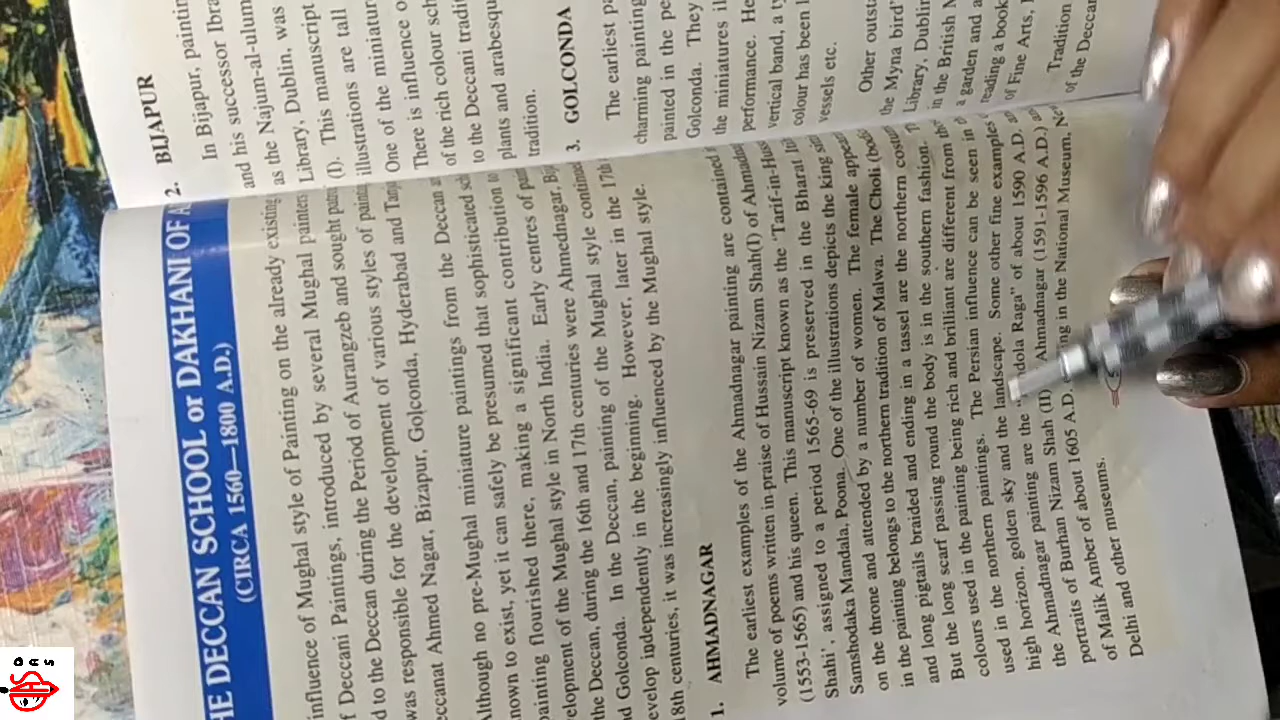 HE DECCAN SCHOOL or DAKHANI OF
(CIRCA 1560—1800 A.D.)
influence of Mughal style of Painting on the already existing
f Deccani Paintings, introduced by several Mughal painters
d to the Deccan during the Period of Aurangzeb and sought
was responsible for the development of various styles of
eccanat Ahmed Nagar, Bizapur, Golconda, Hyderabad and
Although no pre-Mughal miniature paintings from the Deccan
nown to exist, yet it can safely be presumed that sophisticated
painting flourished there, making a significant contribution to
velopment of the Mughal style in North India. Early centres of
the Deccan, during the 16th and 17th centuries were Ahmednagar,
nd Golconda. In the Deccan, painting of the Mughal style
evelop independently in the beginning. However, later in the 17th
18th centuries, it was increasingly influenced by the Mughal style.
1. AHMADNAGAR
The earliest examples of the Ahmadnagar painting are contained
volume of poems written in praise of Hussain Nizam Shah(I) of
(1553-1565) and his queen. This manuscript known as the 'Tarif-in-
Shahi', assigned to a period 1565-69 is preserved in the Bharat
Samshodaka Mandala, Poona. One of the illustrations depicts the king
on the throne and attended by a number of women. The female
in the painting belongs to the northern tradition of Malwa. The Choli
and long pigtails braided and ending in a tassel are the northern
But the long scarf passing round the body is in the southern fashion.
colours used in the painting being rich and brilliant are different from
used in the northern paintings. The Persian influence can be seen in
high horizon, golden sky and the landscape. Some other fine examples
the Ahmadnagar painting are the Raga" of about 1590 A.D.
portraits of Burhan Nizam Shah (II) Ahmadnagar (1591-1596 A.D.)
of Malik Amber of about 1605 A.D. in the National Museum,
Delhi and other museums.
2. BIJAPUR
In Bijapur,
and his successor
as the Najum-al-ulum
Library, Dublin, was
(I). This manuscript
illustrations are tall
One of the
There is influence
of the rich colour
to the Deccani
plants and
tradition.
3. GOLCONDA
The earliest
charming
painted in the
Golconda. They
the miniatures
performance.
vertical band, a
colour has been
vessels etc.
Other
the Myna bird"
Library,
in the British
a garden and a
reading a book
of Fine Arts,
Tradition
of the